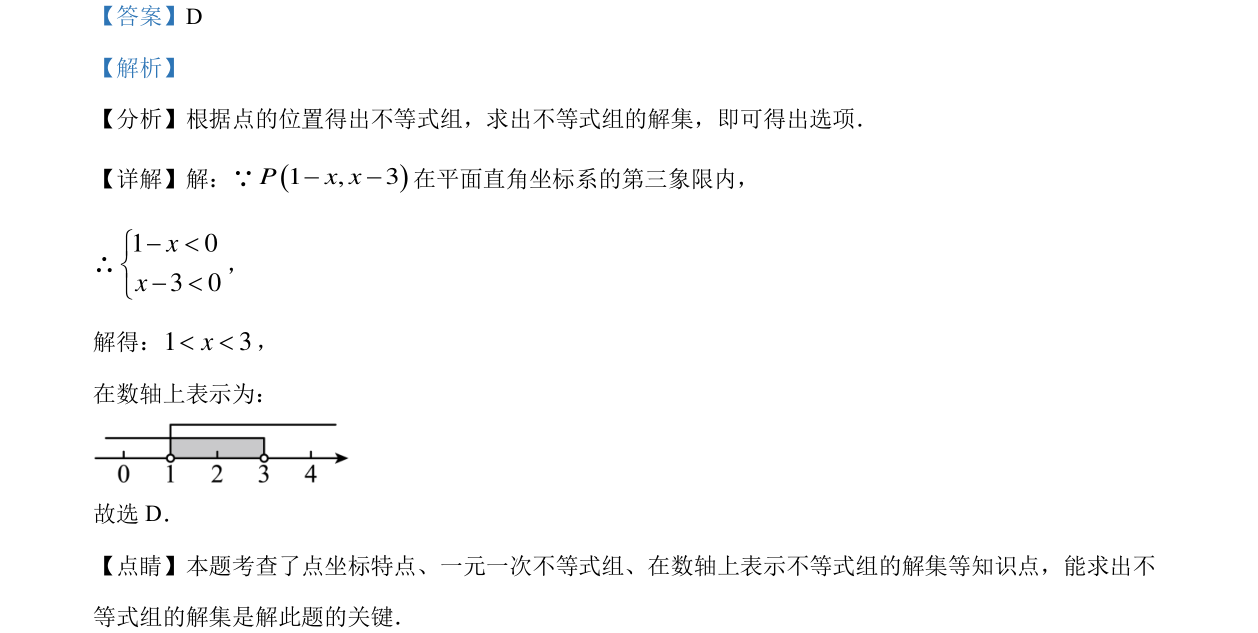 【答案】D
【解析】
【分析】根据点的位置得出不等式组，求出不等式组的解集，即可得出选项．
【详解】解：∵P(1−x, x−3)在平面直角坐标系的第三象限内，
∴{1−x<0
x−3<0，
解得：1<x<3，
在数轴上表示为：
0 1 2 3 4
故选 D．
【点睛】本题考查了点坐标特点、一元一次不等式组、在数轴上表示不等式组的解集等知识点，能求出不
等式组的解集是解此题的关键．